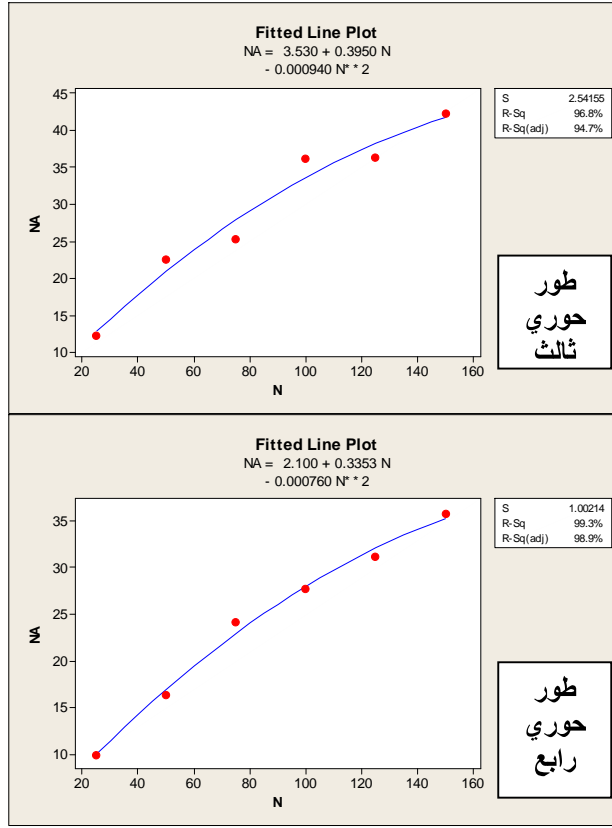 Fitted Line Plot
NA = 3.530 + 0.3950 N
- 0.000940 N**2
45
40
35
30
25
20
15
10
NA
20 40 60 80 100 120 140 160
N
S 2.54155
R-Sq 96.8%
R-Sq(adj) 94.7%
طور
حوري
ثالث
Fitted Line Plot
NA = 2.100 + 0.3353 N
- 0.000760 N**2
35
30
25
20
15
10
NA
20 40 60 80 100 120 140 160
N
S 1.00214
R-Sq 99.3%
R-Sq(adj) 98.9%
طور
حوري
رابع